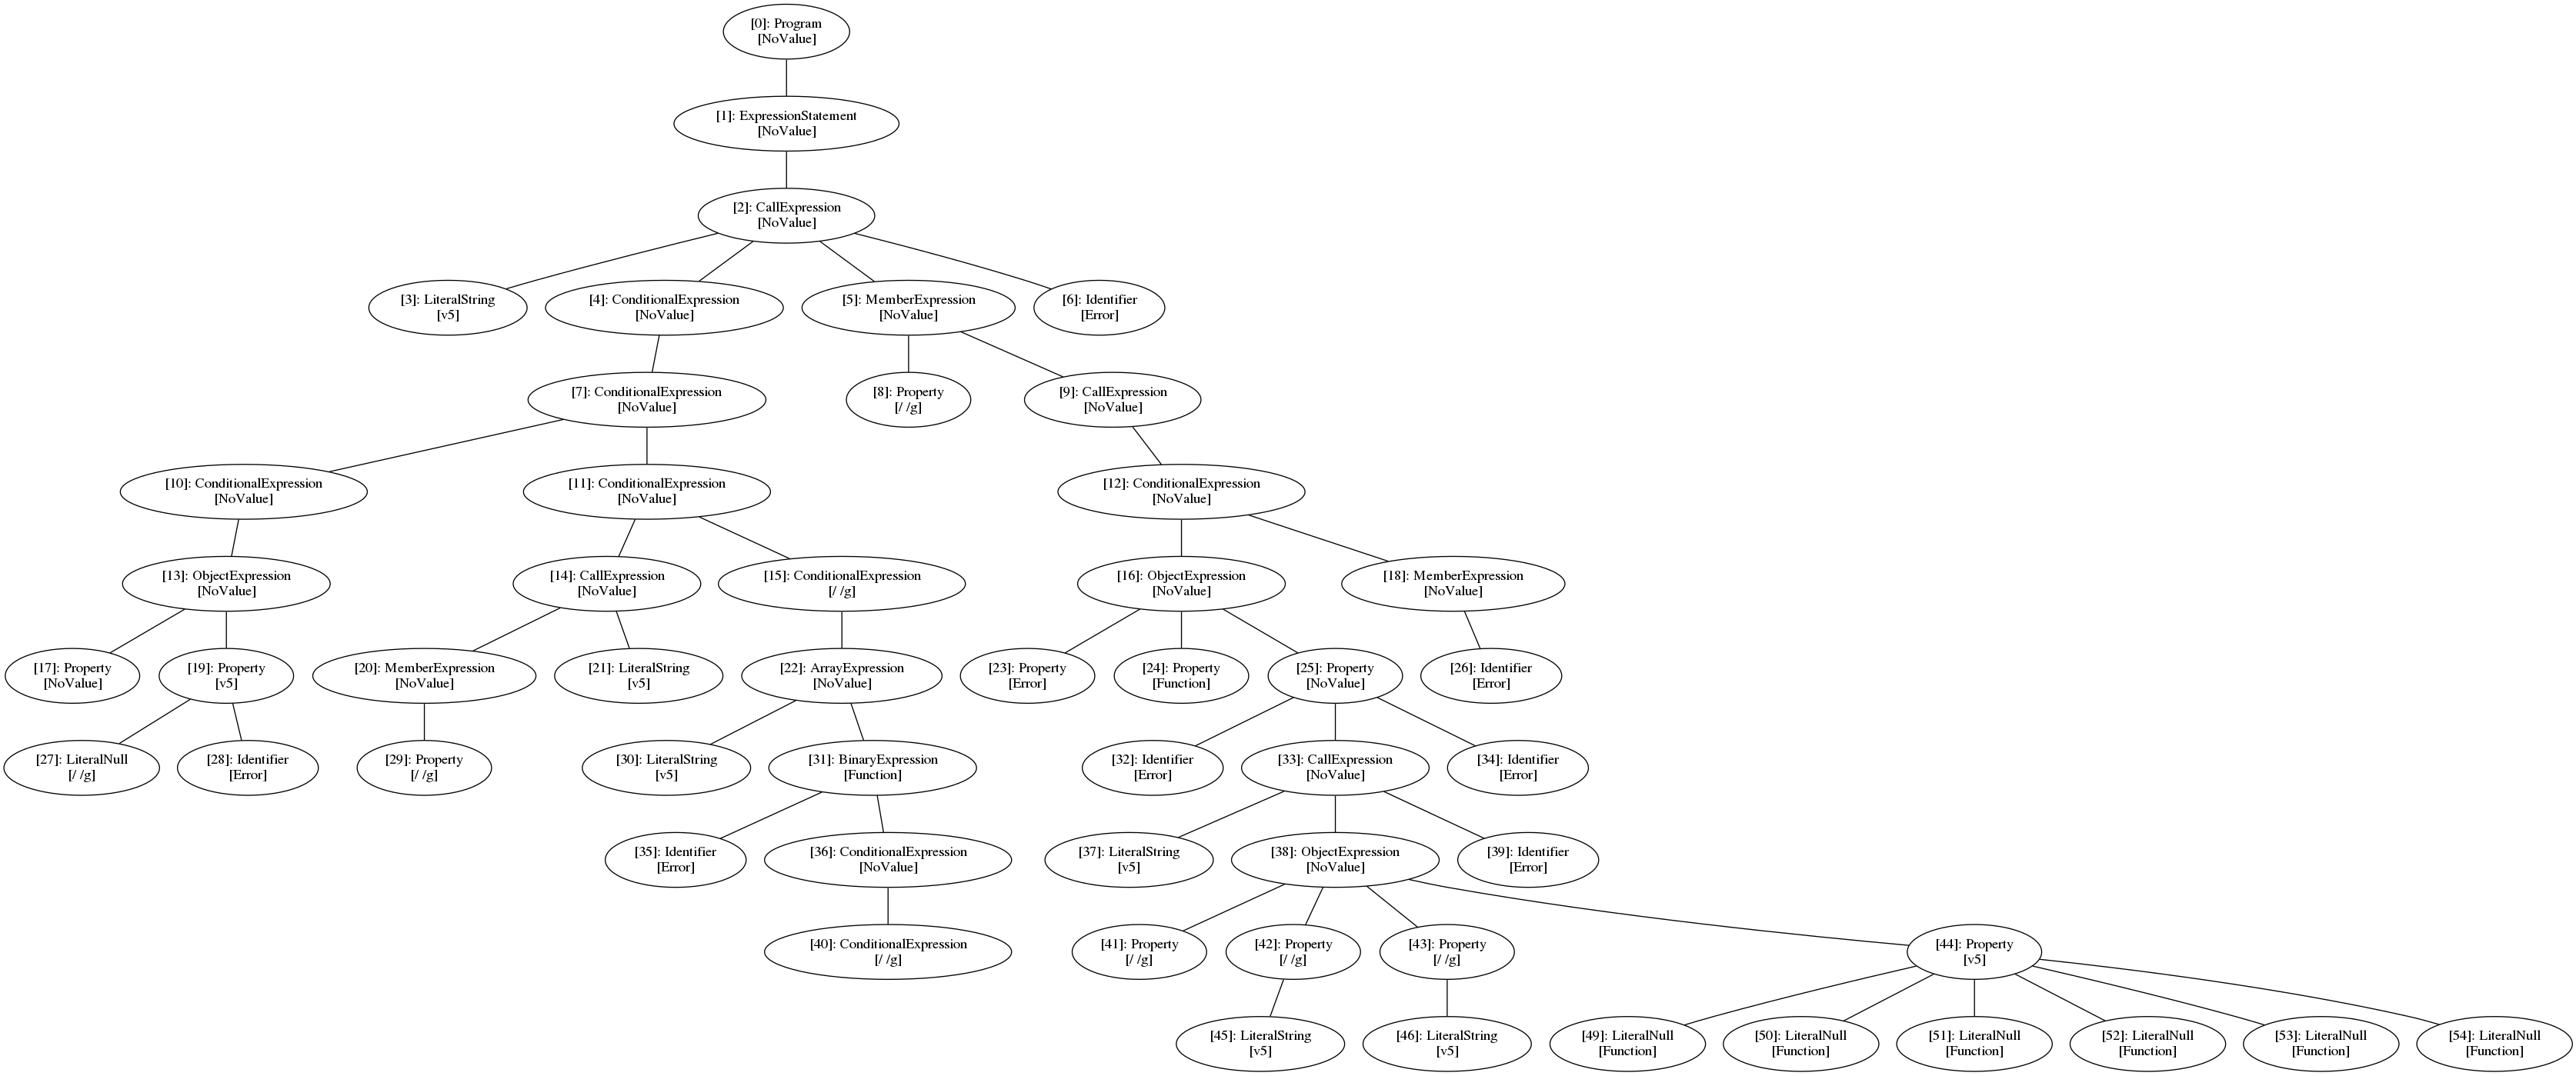 [0]: Program
[NoValue]
[1]: ExpressionStatement
[NoValue]
[2]: CallExpression
[NoValue]
[3]: LiteralString
[v5]
[4]: ConditionalExpression
[NoValue]
[5]: MemberExpression
[NoValue]
[6]: Identifier
[Error]
[7]: ConditionalExpression
[NoValue]
[8]: Property
[/ /g]
[9]: CallExpression
[NoValue]
[10]: ConditionalExpression
[NoValue]
[11]: ConditionalExpression
[NoValue]
[12]: ConditionalExpression
[NoValue]
[13]: ObjectExpression
[NoValue]
[14]: CallExpression
[NoValue]
[15]: ConditionalExpression
[/ /g]
[16]: ObjectExpression
[NoValue]
[18]: MemberExpression
[NoValue]
[17]: Property
[NoValue]
[19]: Property
[v5]
[20]: MemberExpression
[NoValue]
[21]: LiteralString
[v5]
[22]: ArrayExpression
[NoValue]
[23]: Property
[Error]
[24]: Property
[Function]
[25]: Property
[NoValue]
[26]: Identifier
[Error]
[27]: LiteralNull
[/ /g]
[28]: Identifier
[Error]
[29]: Property
[/ /g]
[30]: LiteralString
[v5]
[31]: BinaryExpression
[Function]
[32]: Identifier
[Error]
[33]: CallExpression
[NoValue]
[34]: Identifier
[Error]
[35]: Identifier
[Error]
[36]: ConditionalExpression
[NoValue]
[37]: LiteralString
[v5]
[38]: ObjectExpression
[NoValue]
[39]: Identifier
[Error]
[40]: ConditionalExpression
[/ /g]
[41]: Property
[/ /g]
[42]: Property
[/ /g]
[43]: Property
[/ /g]
[44]: Property
[v5]
[45]: LiteralString
[v5]
[46]: LiteralString
[v5]
[49]: LiteralNull
[Function]
[50]: LiteralNull
[Function]
[51]: LiteralNull
[Function]
[52]: LiteralNull
[Function]
[53]: LiteralNull
[Function]
[54]: LiteralNull
[Function]